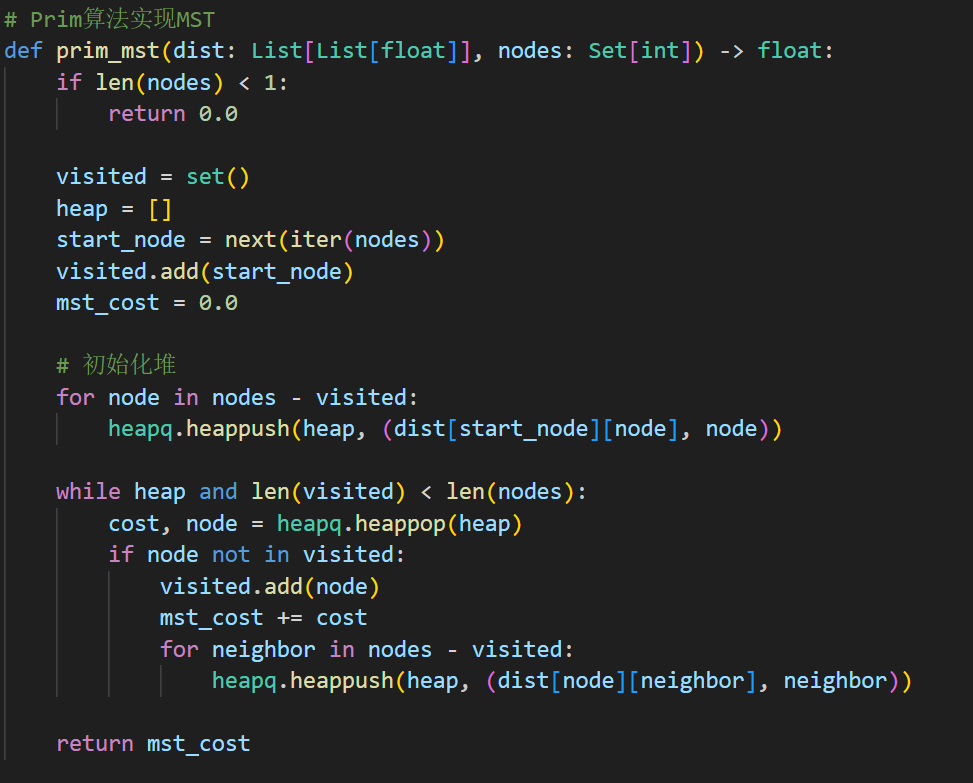 # Prim算法实现MST
def prim_mst(dist: List[List[float]], nodes: Set[int]) -> float:
    if len(nodes) < 1:
        return 0.0

    visited = set()
    heap = []
    start_node = next(iter(nodes))
    visited.add(start_node)
    mst_cost = 0.0

    # 初始化堆
    for node in nodes - visited:
        heapq.heappush(heap, (dist[start_node][node], node))

    while heap and len(visited) < len(nodes):
        cost, node = heapq.heappop(heap)
        if node not in visited:
            visited.add(node)
            mst_cost += cost
            for neighbor in nodes - visited:
                heapq.heappush(heap, (dist[node][neighbor], neighbor))

    return mst_cost